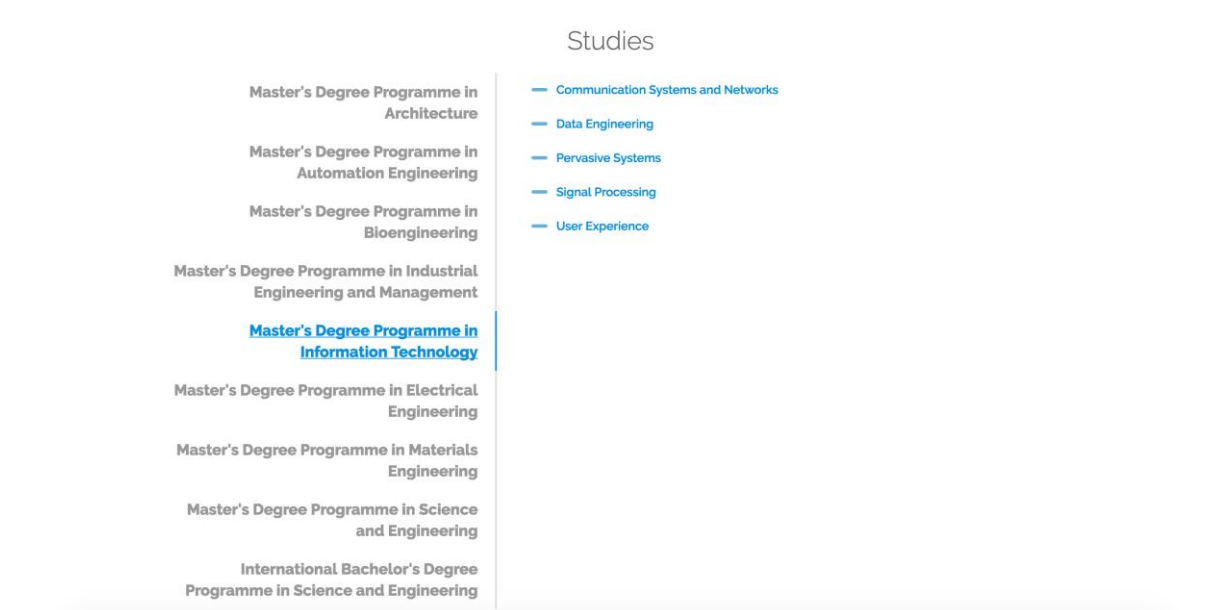 Studies
Master's Degree Programme in
Architecture
Master's Degree Programme in
Automation Engineering
Master's Degree Programme in
Bioengineering
Master's Degree Programme in Industrial
Engineering and Management
Master's Degree Programme in
Information Technology
Master's Degree Programme in Electrical
Engineering
Master's Degree Programme in Materials
Engineering
Master's Degree Programme in Science
and Engineering
International Bachelor's Degree
Programme in Science and Engineering
Communication Systems and Networks
Data Engineering
Pervasive Systems
Signal Processing
User Experience